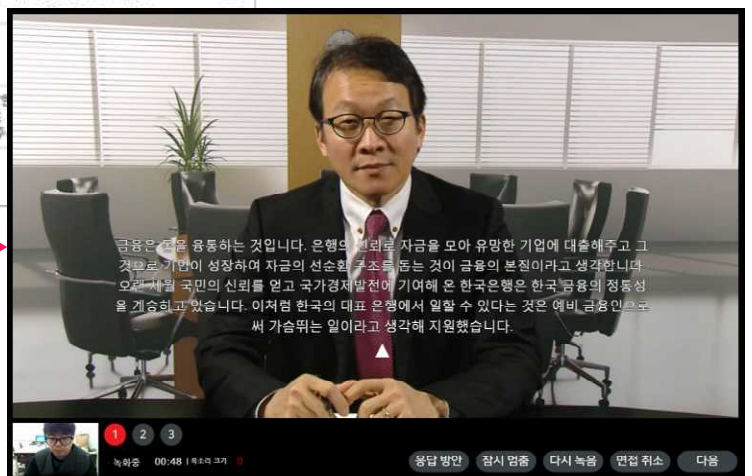 금융은 돈을 융통하는 것입니다. 은행의 신뢰로 자금을 모아 유망한 기업에 대출해주고 그
것으로 기업이 성장하여 자금의 선순환 구조를 돕는 것이 금융의 본질이라고 생각합니다
오랜 세월 국민의 신뢰를 얻고 국가경제발전에 기여해 온 한국은행은 한국 금융의 정통성
을 계승하고 있습니다. 이처럼 한국의 대표 은행에서 일할 수 있다는 것은 예비 금융인으로
써 가슴뛰는 일이라고 생각해 지원했습니다.
1 2 3
녹화중 00:48 | 목소리 크기 0
응답 방안 잠시 멈춤 다시 녹음 면접 취소 다음